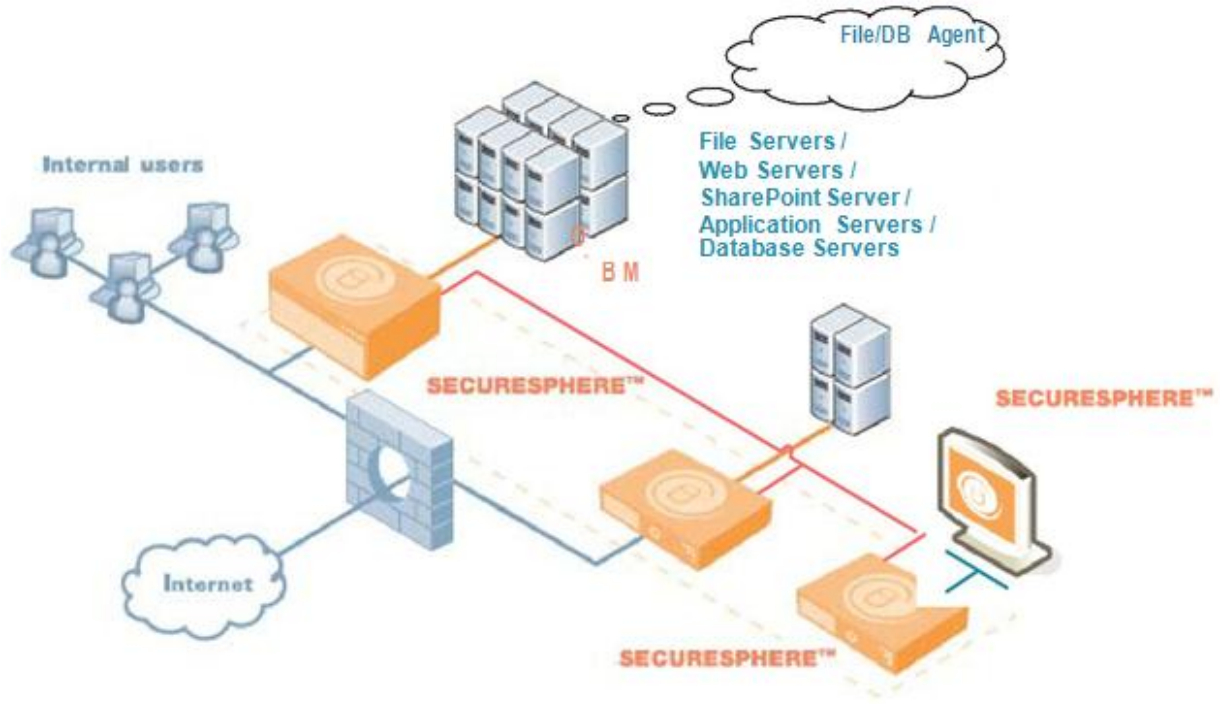 File/DB Agent
Internal users
File Servers /
Web Servers /
SharePoint Server /
Application Servers /
Database Servers
B M
SECURESPHERE™
SECURESPHERE™
Internet
SECURESPHERE™